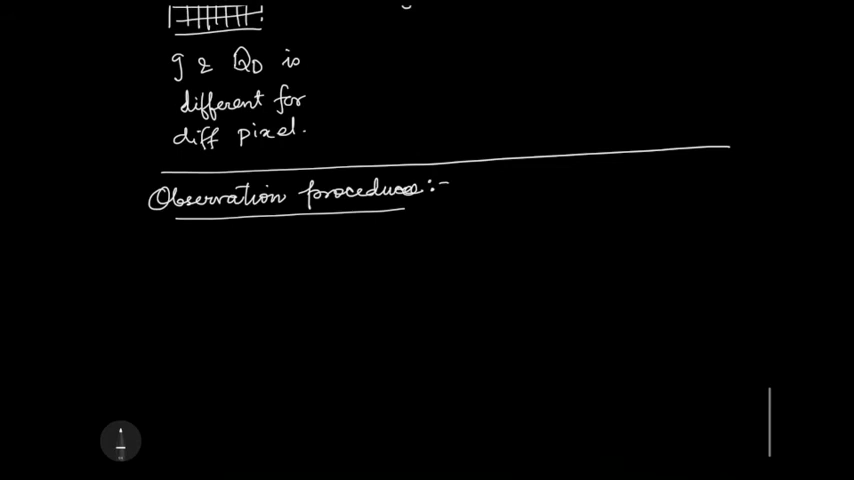 g & QD is
different for
diff pixel.
Observation procedures :-